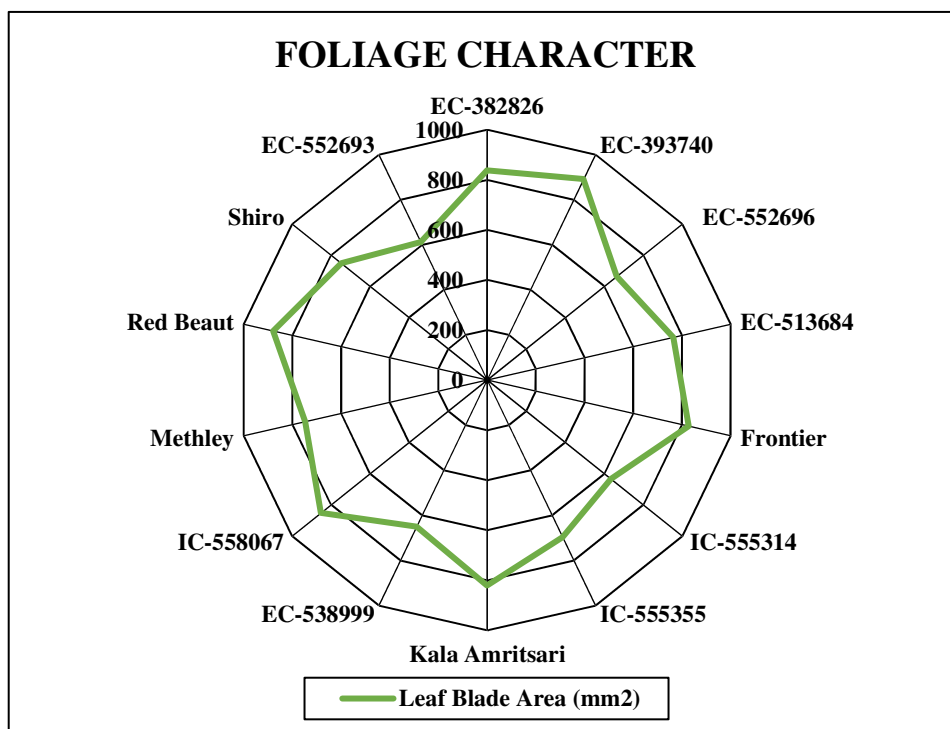 FOLIAGE CHARACTER
EC-382826
1000
EC-552693
EC-393740
800
Shiro
EC-552696
600
400
Red Beaut
EC-513684
200
0
Methley
Frontier
IC-558067
IC-555314
EC-538999
IC-555355
Kala Amritsari
Leaf Blade Area (mm2)